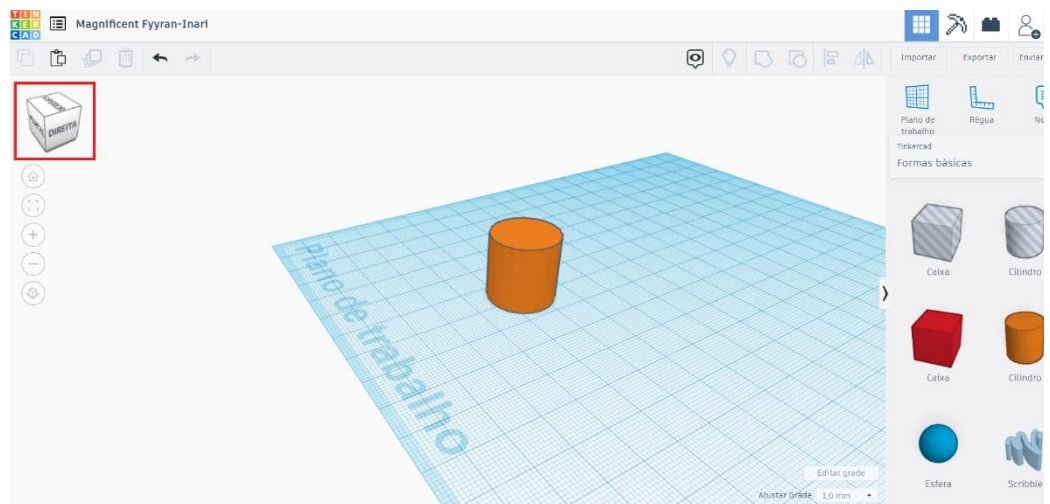 TIN
KER
CAD
Magnificent Fyyran-Inari
Importar
Exportar
Enviar
DIREITA
Plano de trabalho
Régua
No
Tinkercad
Formas básicas
Plano de trabalho
Caixa
Cilindro
Caixa
Cilindro
Esfera
Scribble
Editar grade
Ajustar Grade 1,0 mm